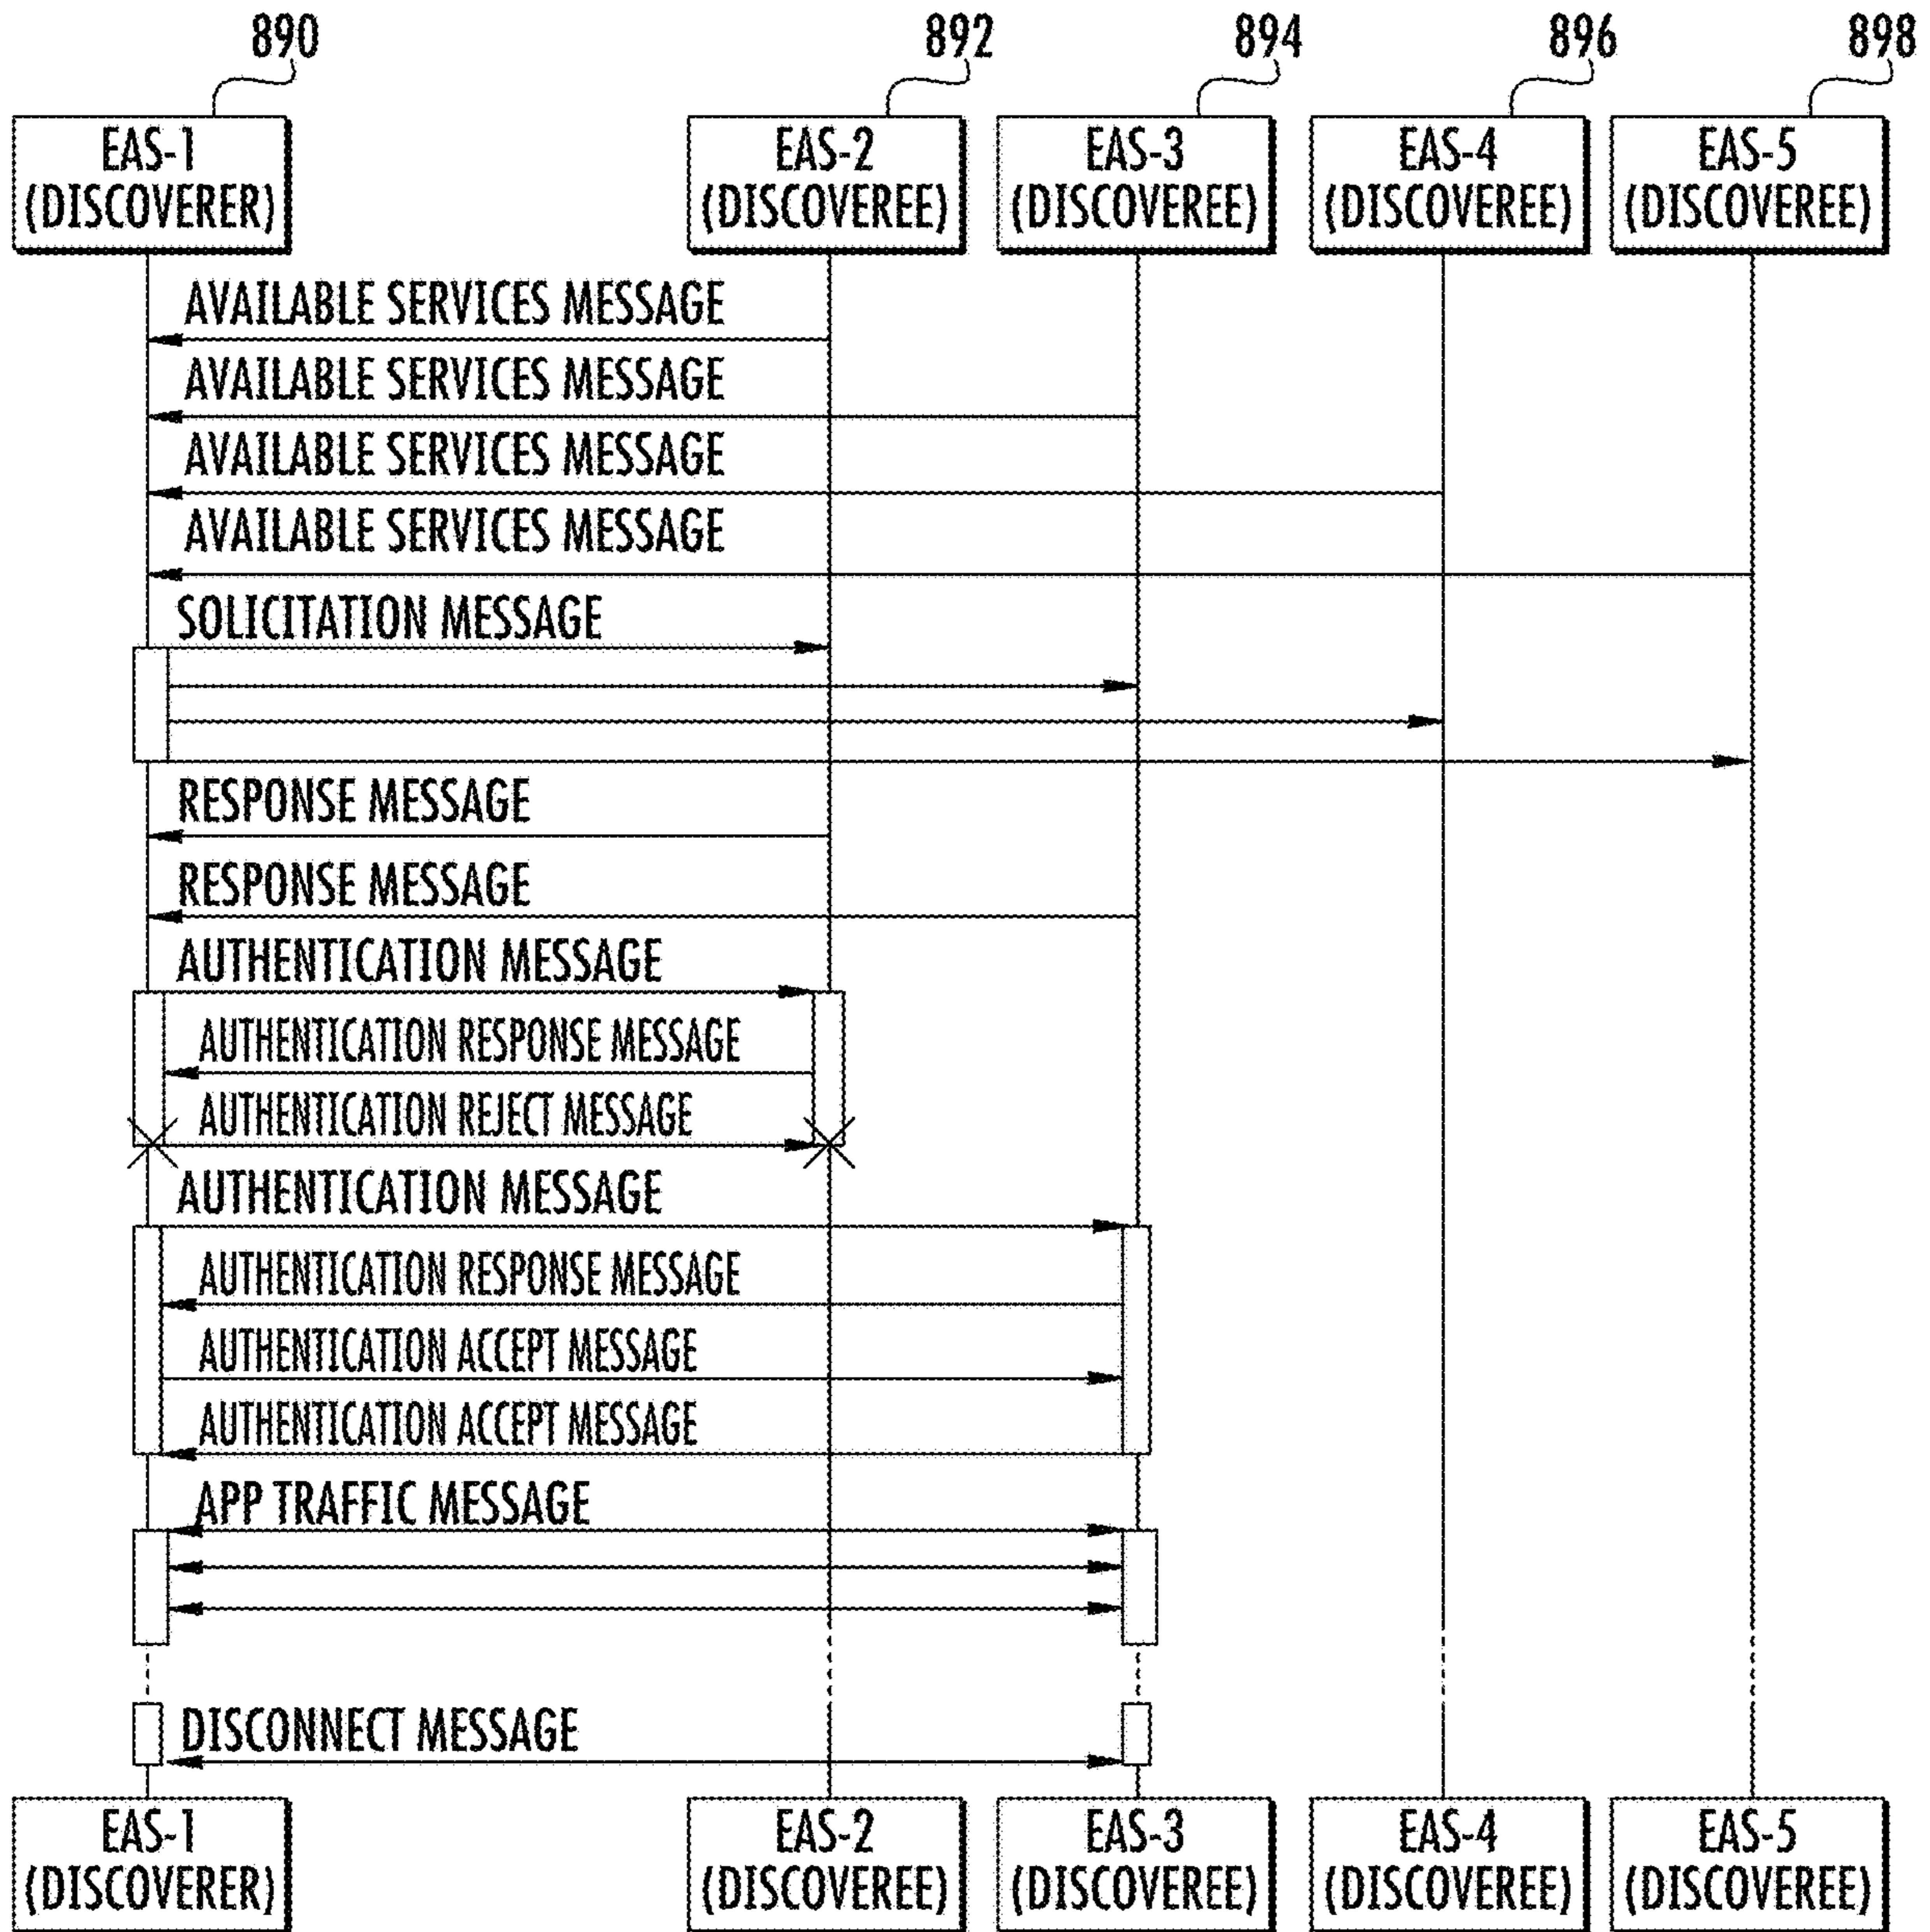 890 892 894 896 898
EAS-1 EAS-2 EAS-3 EAS-4 EAS-5
(DISCOVERER) (DISCOVEREE) (DISCOVEREE) (DISCOVEREE) (DISCOVEREE)
AVAILABLE SERVICES MESSAGE
AVAILABLE SERVICES MESSAGE
AVAILABLE SERVICES MESSAGE
AVAILABLE SERVICES MESSAGE
SOLICITATION MESSAGE
RESPONSE MESSAGE
RESPONSE MESSAGE
AUTHENTICATION MESSAGE
AUTHENTICATION RESPONSE MESSAGE
AUTHENTICATION REJECT MESSAGE
AUTHENTICATION MESSAGE
AUTHENTICATION RESPONSE MESSAGE
AUTHENTICATION ACCEPT MESSAGE
AUTHENTICATION ACCEPT MESSAGE
APP TRAFFIC MESSAGE
DISCONNECT MESSAGE
EAS-1 EAS-2 EAS-3 EAS-4 EAS-5
(DISCOVERER) (DISCOVEREE) (DISCOVEREE) (DISCOVEREE) (DISCOVEREE)